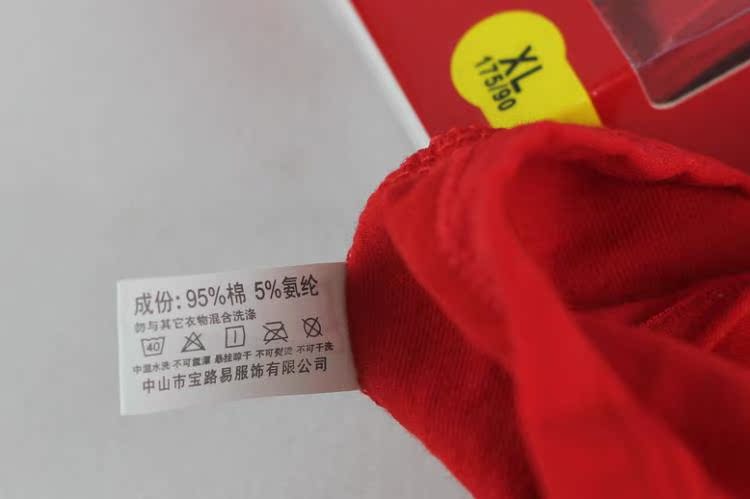 XL
175/90
成份: 95%棉 5%氨纶
勿与其它衣物混合洗涤
40
中温水洗 不可氯漂 悬挂晾干 不可熨烫 不可干洗
中山市宝路易服饰有限公司